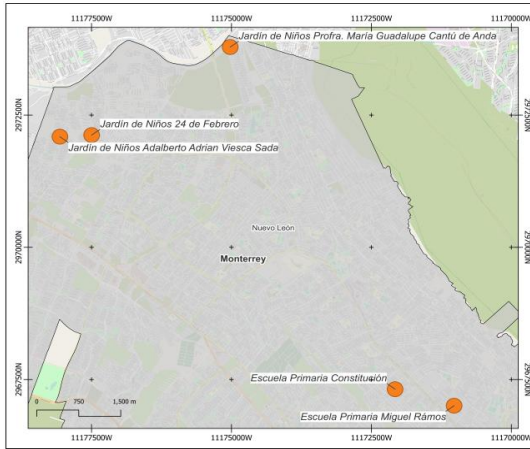 11177500W 11175000W 11172500W 11170000W
Jardín de Niños Profra. María Guadalupe Cantú de Anda
2972500N 2972500N
Jardín de Niños 24 de Febrero
Jardín de Niños Adalberto Adrian Viesca Sada
Nuevo León
2970000N 2970000N
Monterrey
2967500N 2967500N
Escuela Primaria Constitución
0 750 1,500 m
Escuela Primaria Miguel Rámos
11177500W 11175000W 11172500W 11170000W